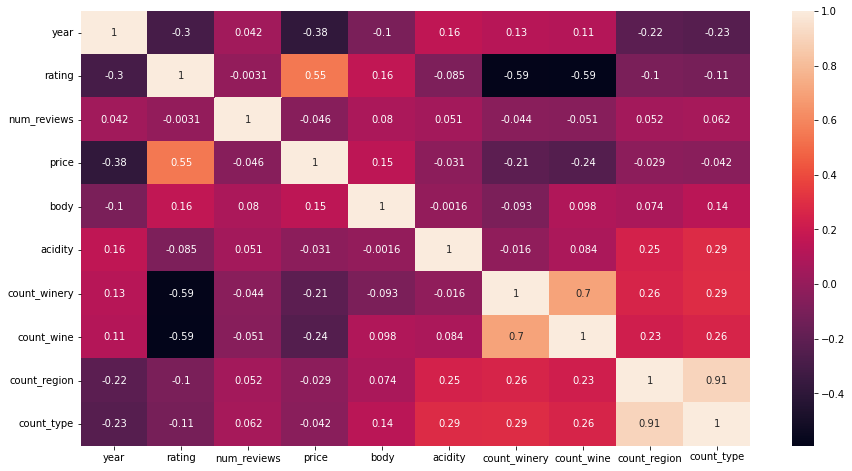 year 1 -0.3 0.042 -0.38 -0.1 0.16 0.13 0.11 -0.22 -0.23
rating -0.3 1 -0.0031 0.55 0.16 -0.085 -0.59 -0.59 -0.1 -0.11
num_reviews 0.042 -0.0031 1 -0.046 0.08 0.051 -0.044 -0.051 0.052 0.062
price -0.38 0.55 -0.046 1 0.15 -0.031 -0.21 -0.24 -0.029 -0.042
body -0.1 0.16 0.08 0.15 1 -0.0016 -0.093 0.098 0.074 0.14
acidity 0.16 -0.085 0.051 -0.031 -0.0016 1 -0.016 0.084 0.25 0.29
count_winery 0.13 -0.59 -0.044 -0.21 -0.093 -0.016 1 0.7 0.26 0.29
count_wine 0.11 -0.59 -0.051 -0.24 0.098 0.084 0.7 1 0.23 0.26
count_region -0.22 -0.1 0.052 -0.029 0.074 0.25 0.26 0.23 1 0.91
count_type -0.23 -0.11 0.062 -0.042 0.14 0.29 0.29 0.26 0.91 1
year rating num_reviews price body acidity count_winery count_wine count_region count_type
1.0
0.8
0.6
0.4
0.2
0.0
−0.2
−0.4